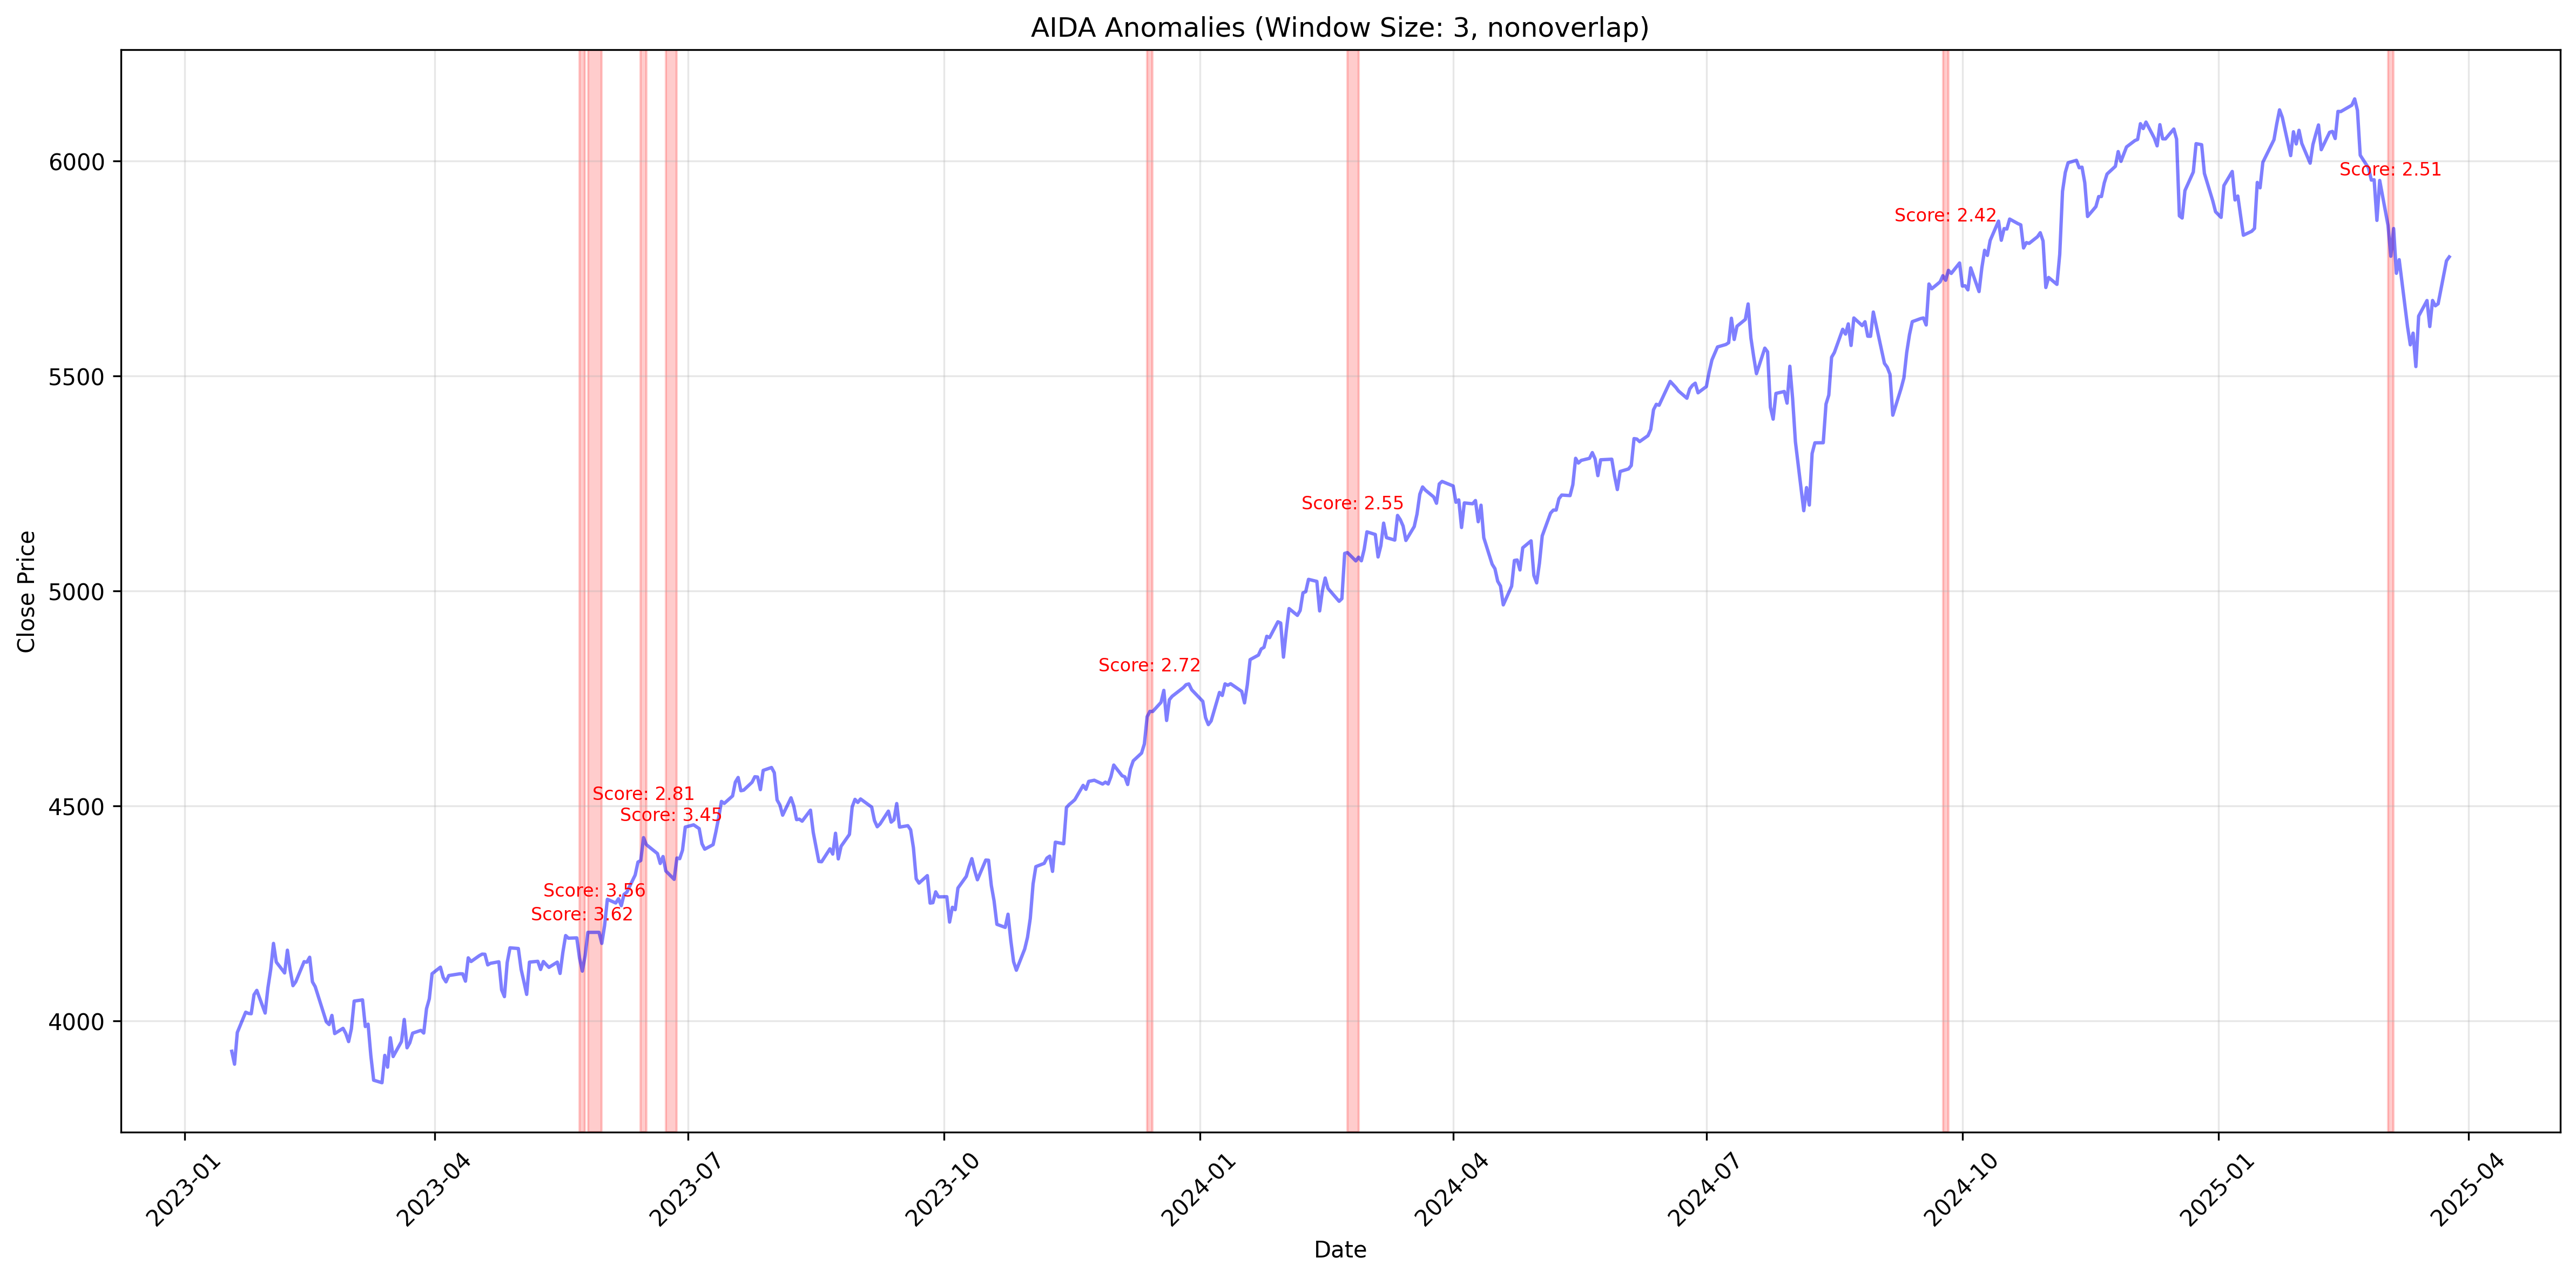 AIDA Anomalies (Window Size: 3, nonoverlap)
Close Price
6000
5500
5000
4500
4000
Score: 2.51
Score: 2.42
Score: 2.55
Score: 2.72
Score: 2.81
Score: 3.45
Score: 3.56
Score: 3.62
2023-01
2023-04
2023-07
2023-10
2024-01
2024-04
2024-07
2024-10
2025-01
2025-04
Date